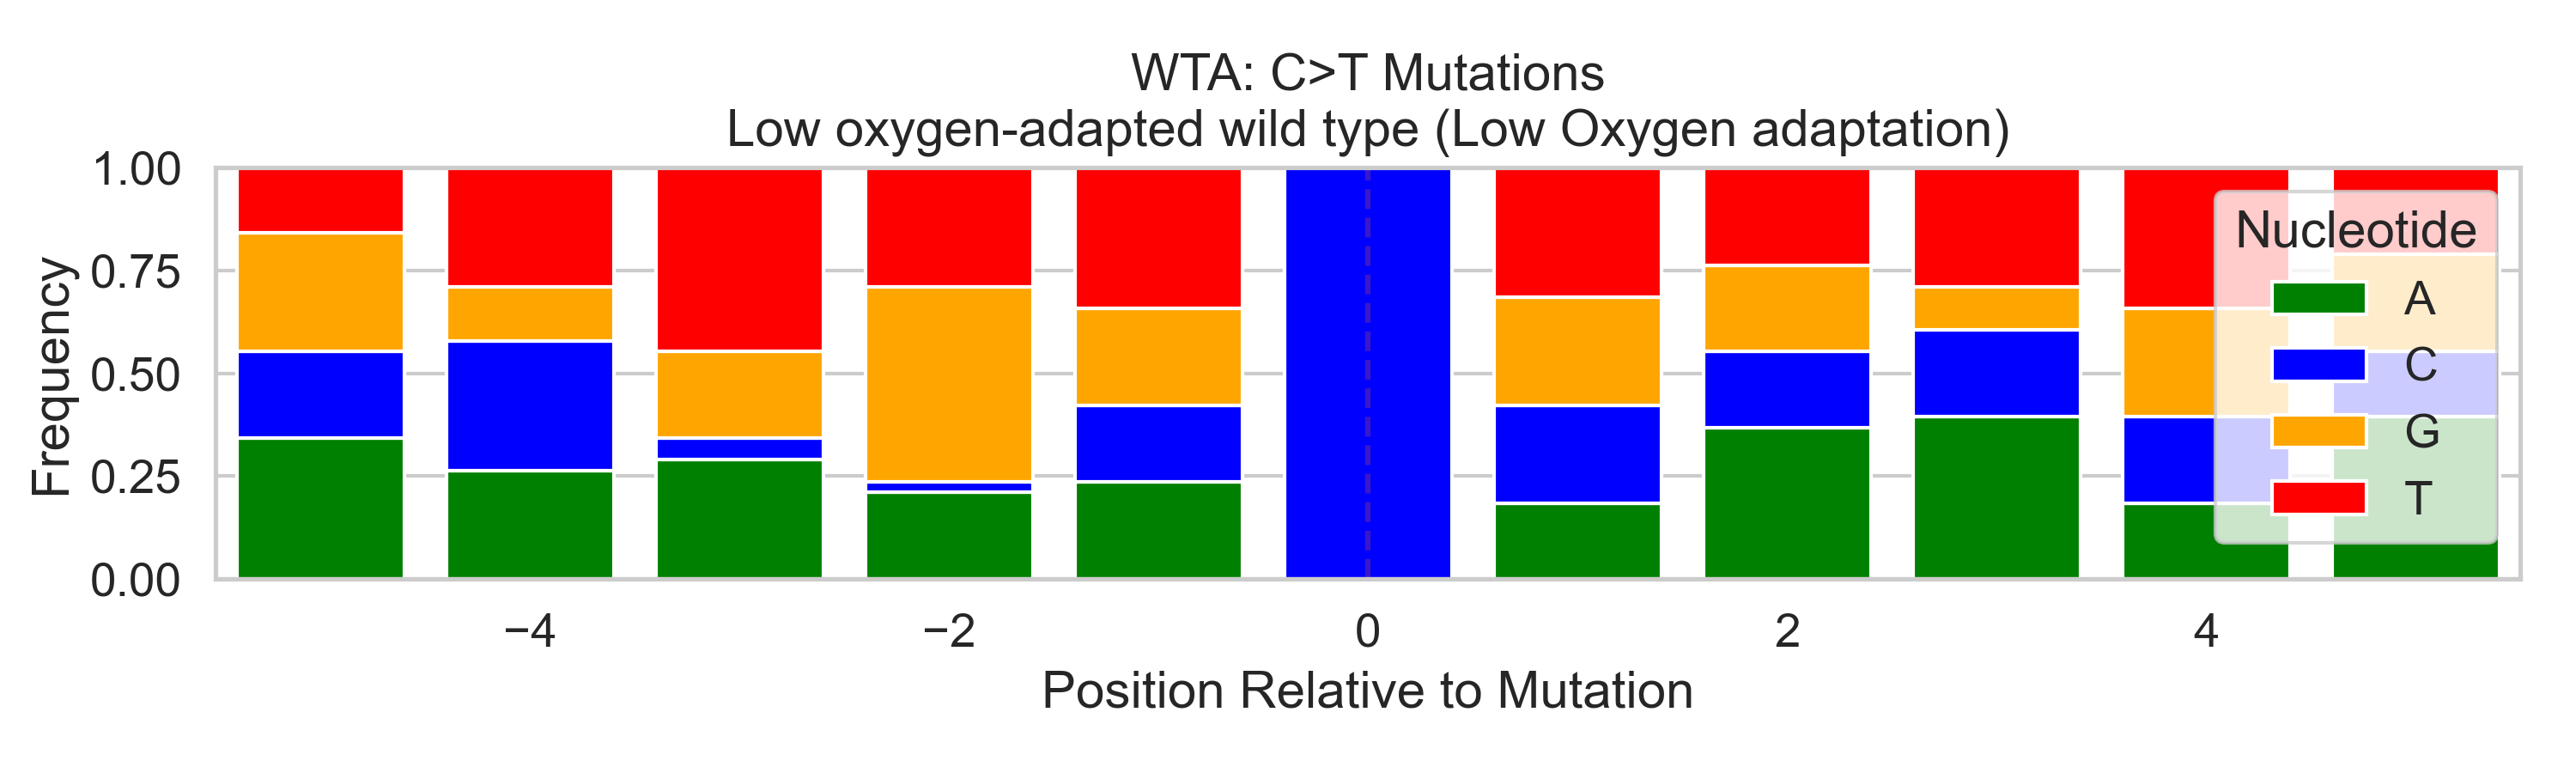 WTA: C>T Mutations
Low oxygen-adapted wild type (Low Oxygen adaptation)
1.00
0.75
0.50
0.25
0.00
Frequency
Nucleotide
A
C
G
T
−4
−2
0
2
4
Position Relative to Mutation